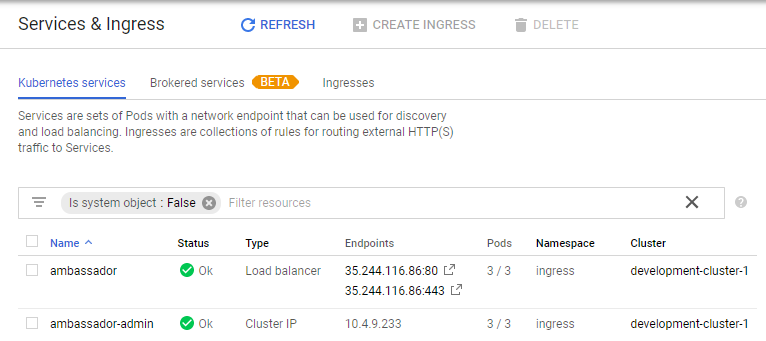 Services & Ingress REFRESH CREATE INGRESS DELETE
Kubernetes services Brokered services BETA Ingresses
Services are sets of Pods with a network endpoint that can be used for discovery
and load balancing. Ingresses are collections of rules for routing external HTTP(S)
traffic to Services.
Is system object : False Filter resources
Name Status Type Endpoints Pods Namespace Cluster
ambassador Ok Load balancer 35.244.116.86:80 3 / 3 ingress development-cluster-1
35.244.116.86:443
ambassador-admin Ok Cluster IP 10.4.9.233 3 / 3 ingress development-cluster-1